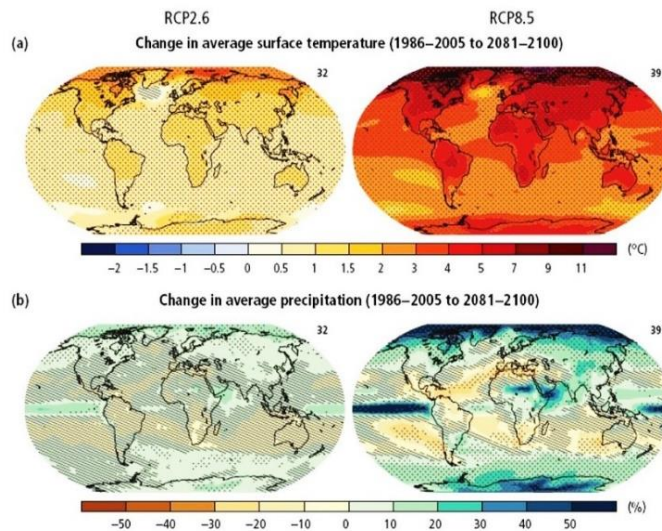 RCP2.6 RCP8.5
(a) Change in average surface temperature (1986–2005 to 2081–2100)
32 39
−2 −1.5 −1 −0.5 0 0.5 1 1.5 2 3 4 5 7 9 11 (°C)
(b) Change in average precipitation (1986–2005 to 2081–2100)
32 39
−50 −40 −30 −20 −10 0 10 20 30 40 50 (%)